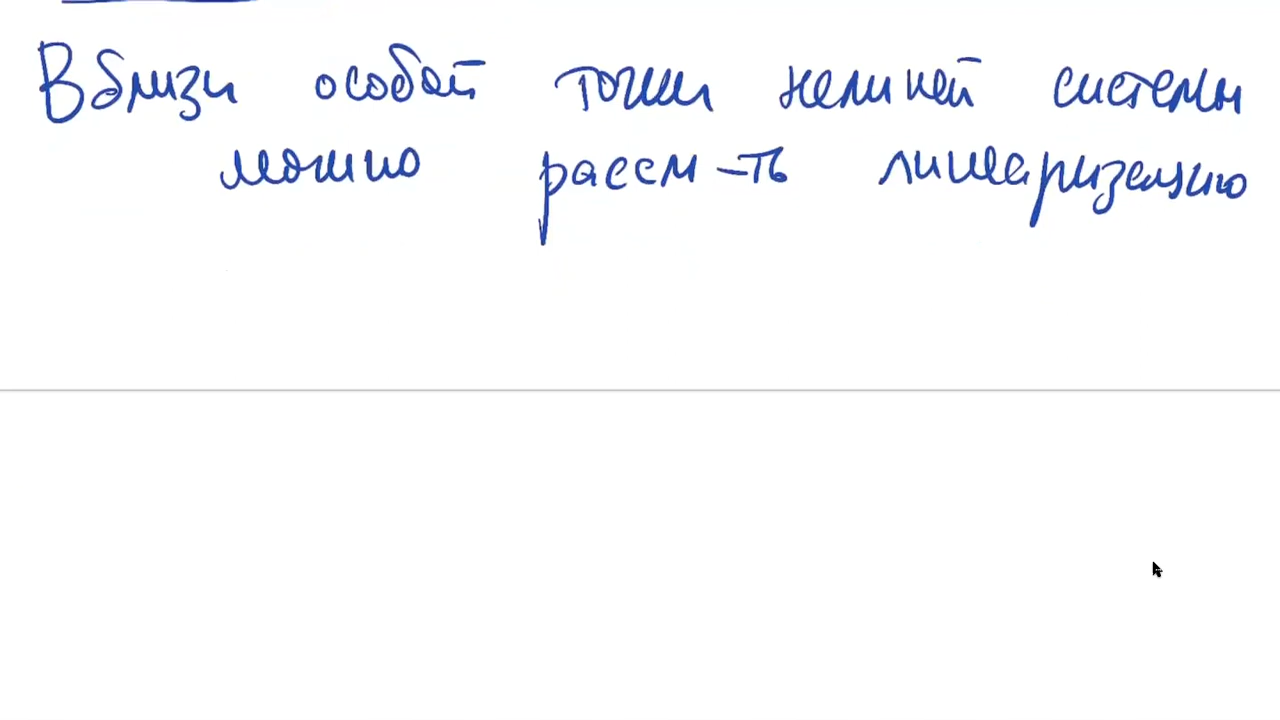 Вблизи особой точки нелиней системы
можно рассм-ть линеаризацию